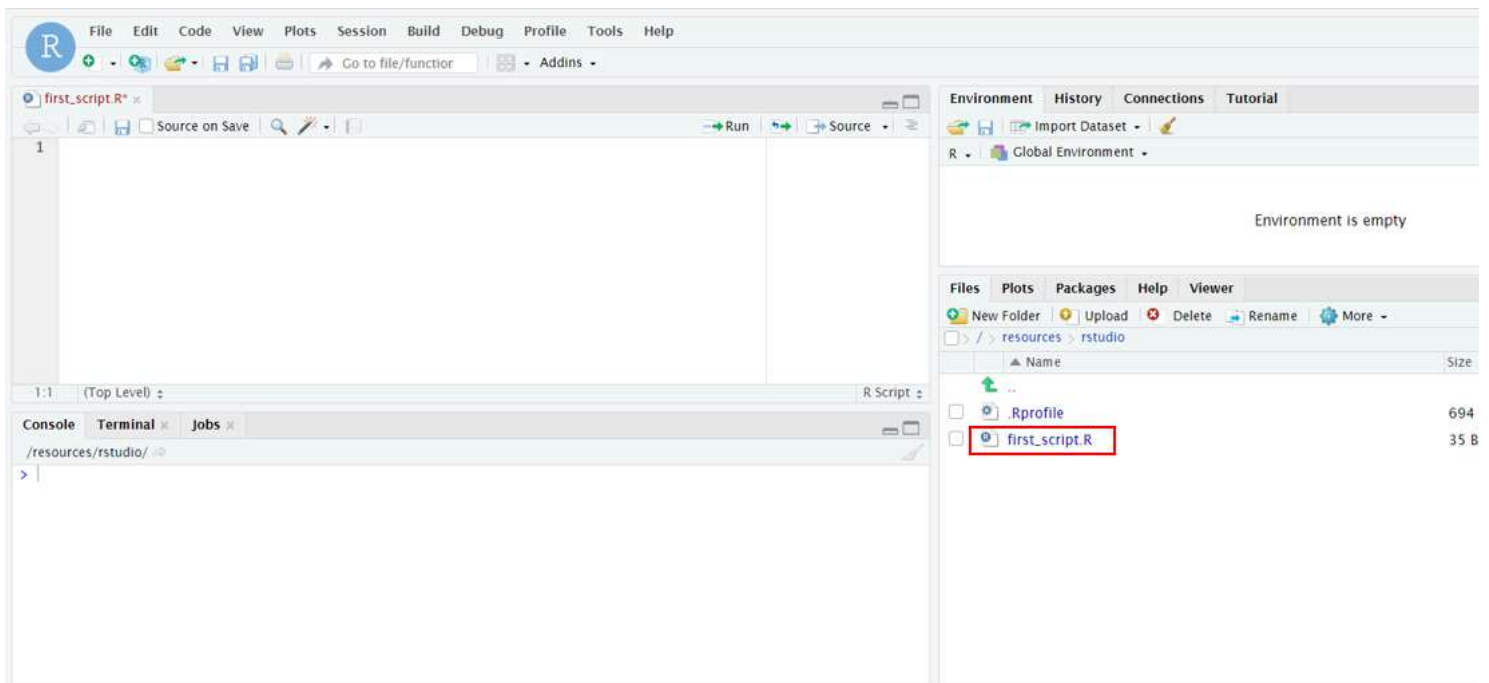 R
File Edit Code View Plots Session Build Debug Profile Tools Help
R Go to file/function Addins
first_script.R*
Source on Save Run Source
1
1:1 (Top Level) R Script
Console Terminal Jobs
/resources/rstudio/
>
Environment History Connections Tutorial
Import Dataset
R Global Environment
Environment is empty
Files Plots Packages Help Viewer
New Folder Upload Delete Rename More
/ resources rstudio
Name Size
..
.Rprofile 694
first_script.R 35 B